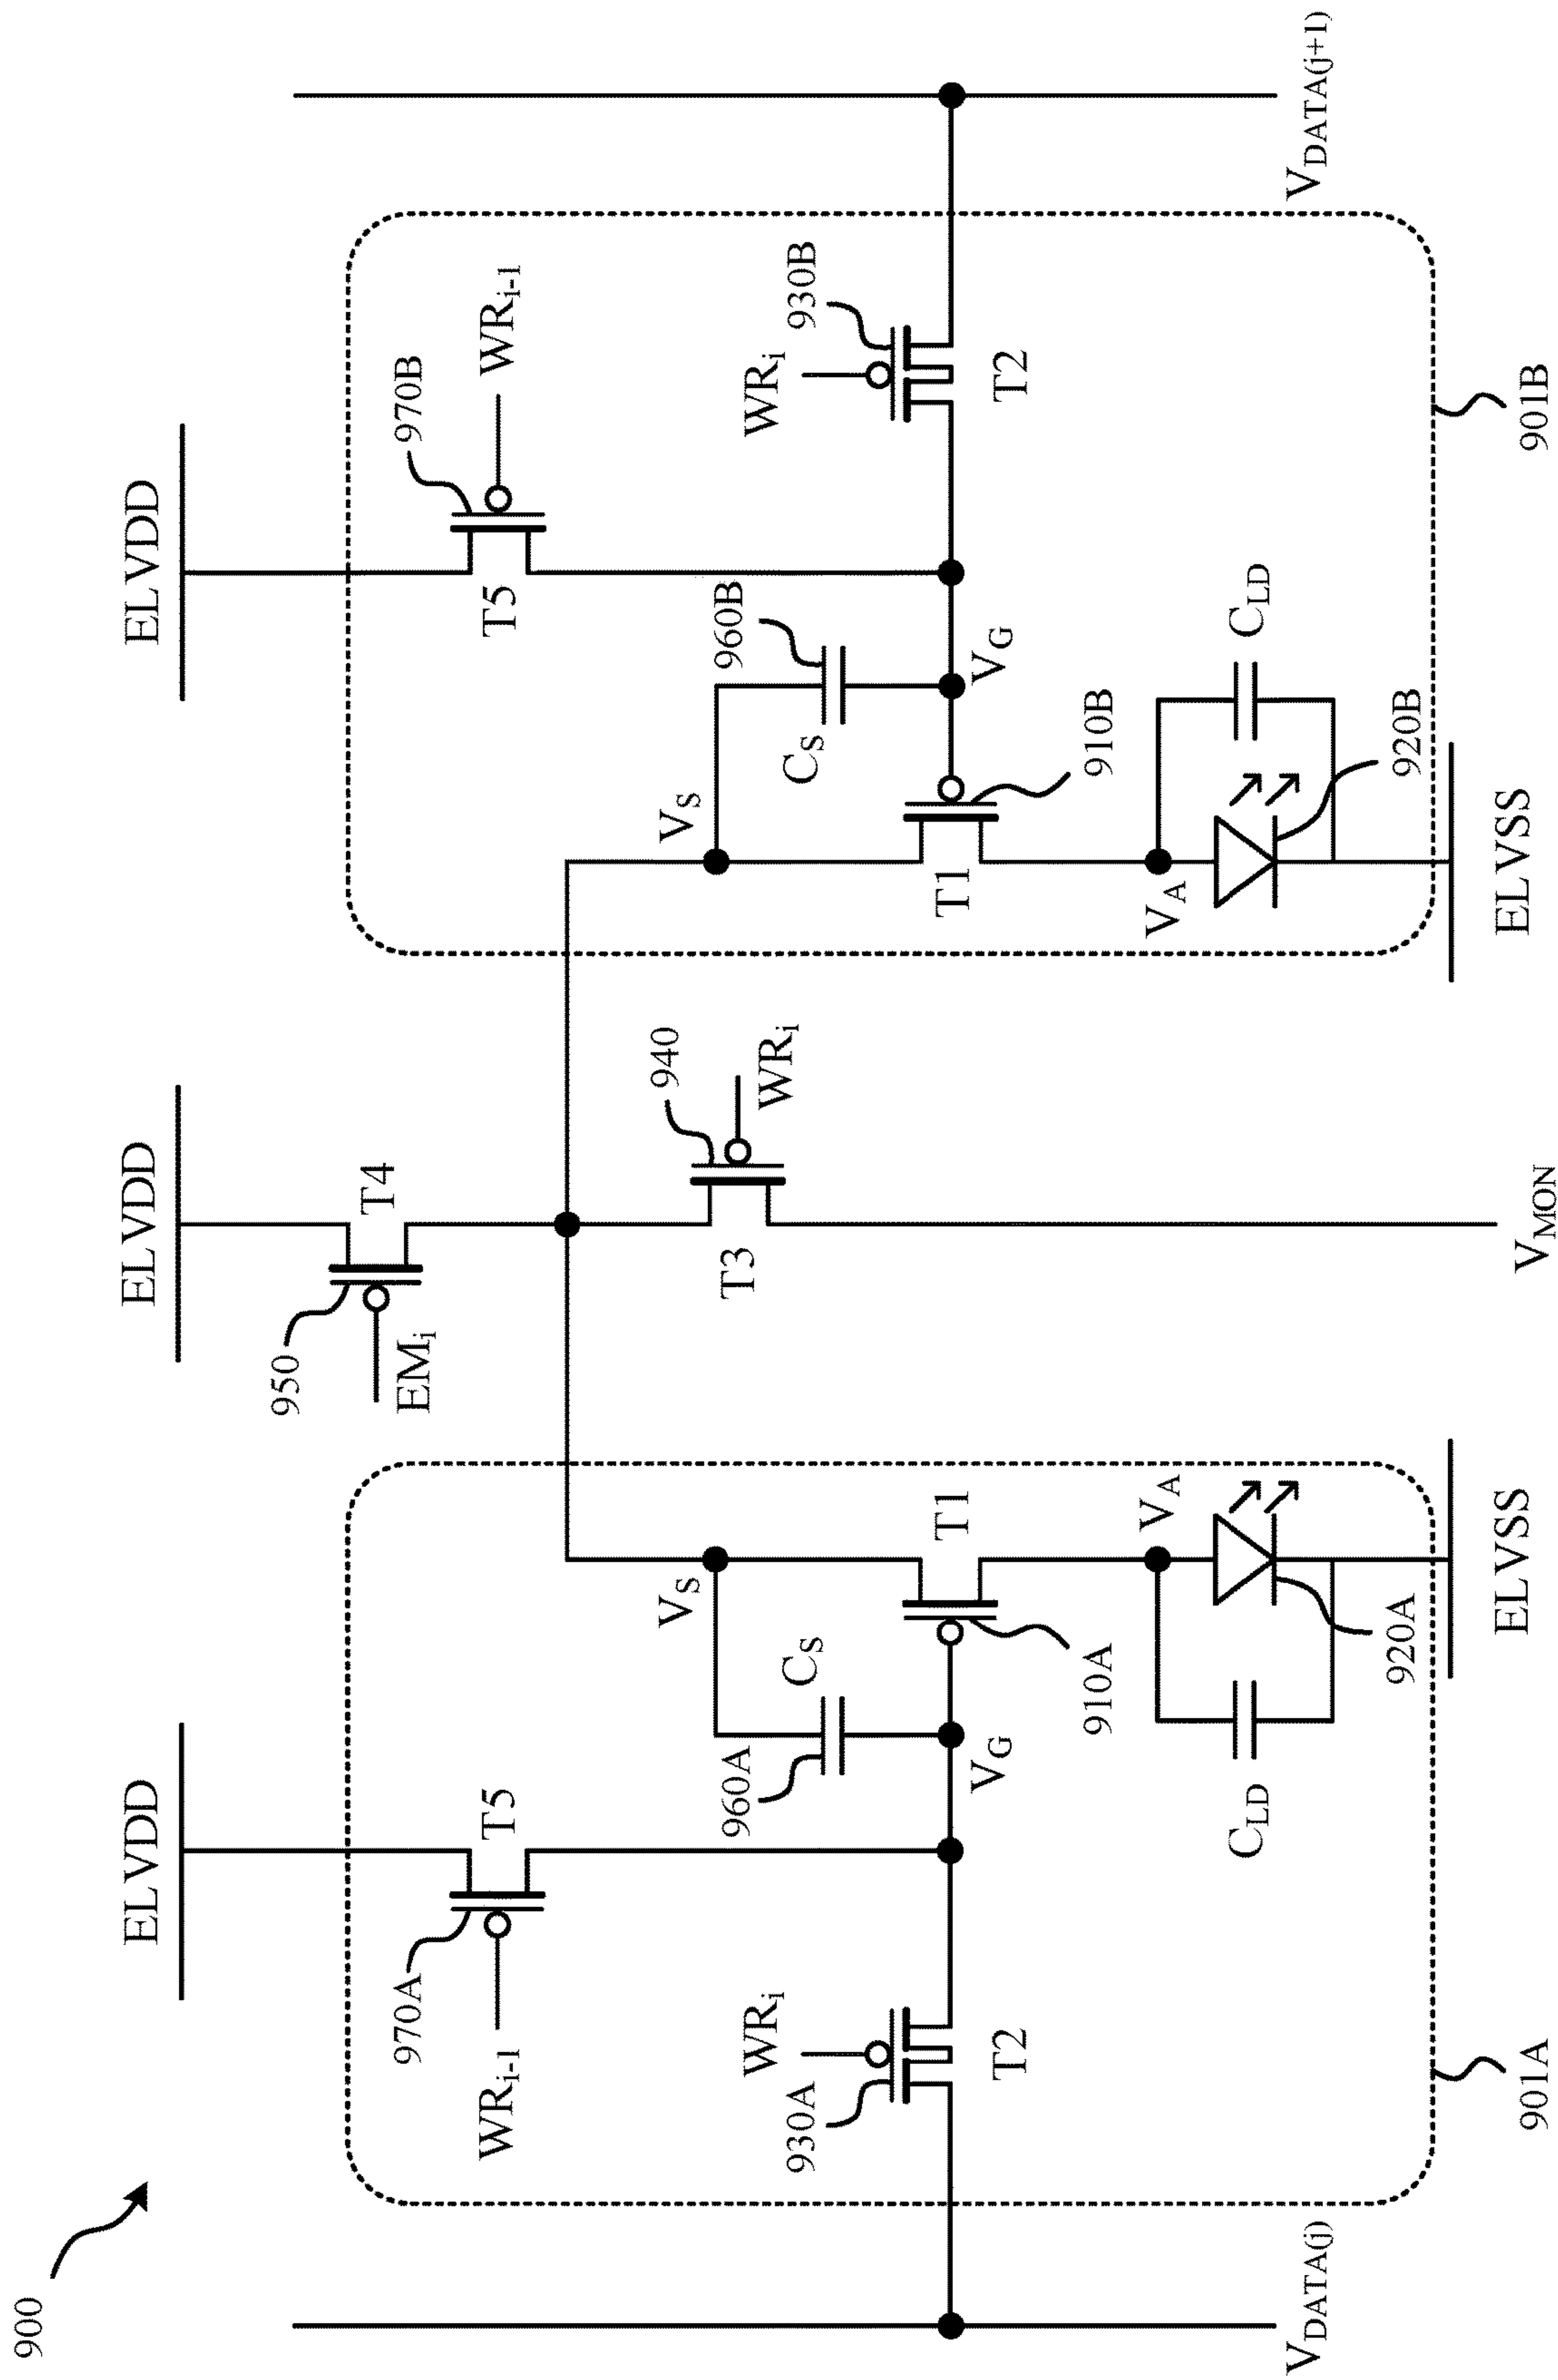 900
ELVDD
ELVDD
ELVDD
950
T4
EMi
970A
T5
WRi-1
970B
T5
WRi-1
VS
940
WRi
T3
VS
WRi
930A
T2
960A
CS
VG
T1
910A
CS
960B
VG
T1
910B
WRi
930B
T2
VA
CLD
920A
VA
CLD
920B
VDATA(j)
901A
ELVSS
VMON
ELVSS
901B
VDATA(j+1)